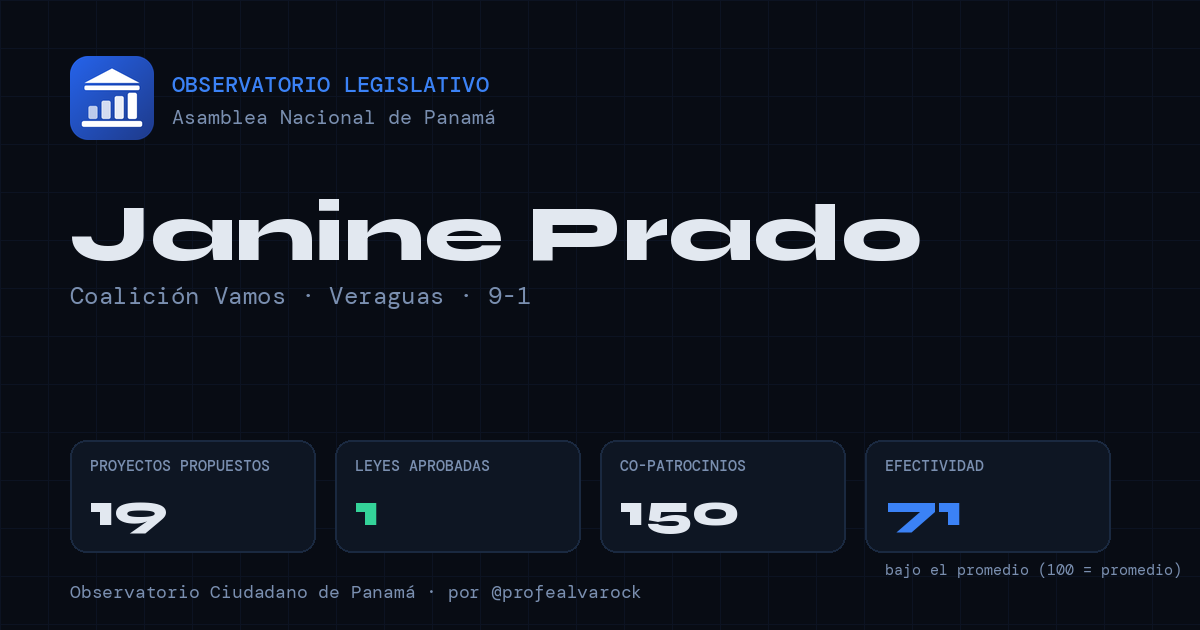 OBSERVATORIO LEGISLATIVO
Asamblea Nacional de Panamá
Janine Prado
Coalición Vamos · Veraguas · 9-1
PROYECTOS PROPUESTOS
19
LEYES APROBADAS
1
CO-PATROCINIOS
150
EFECTIVIDAD
71
bajo el promedio (100 = promedio)
Observatorio Ciudadano de Panamá · por @profealvarock